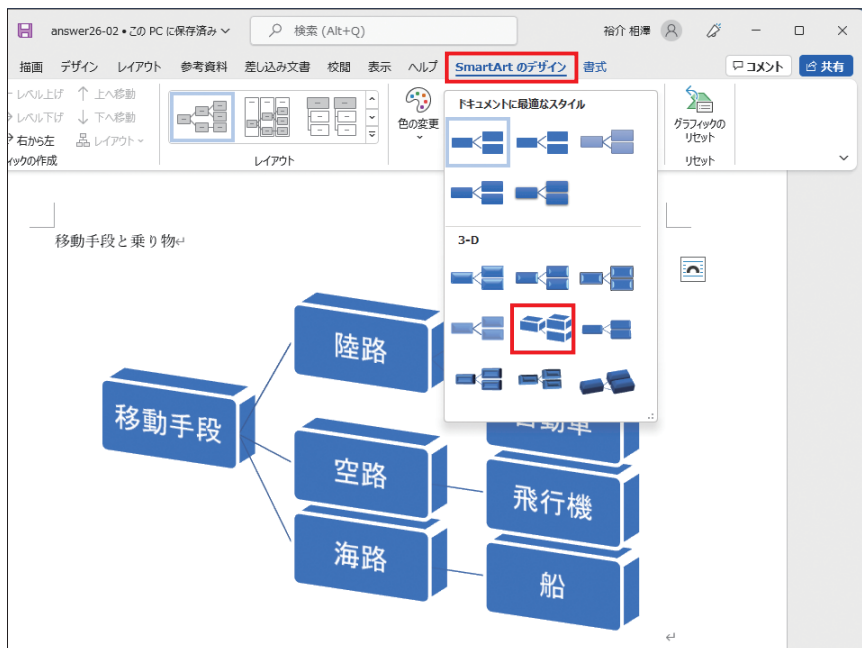 answer26-02 • この PC に保存済み
検索 (Alt+Q)
裕介 相澤
描画 デザイン レイアウト 参考資料 差し込み文書 校閲 表示 ヘルプ SmartArt のデザイン 書式
コメント 共有
レベル上げ 上へ移動
レベル下げ 下へ移動
右から左 レイアウト
ィックの作成
レイアウト
色の変更
ドキュメントに最適なスタイル
3-D
グラフィックの
リセット
リセット
移動手段と乗り物
移動手段
陸路
空路
海路
自動車
飛行機
船